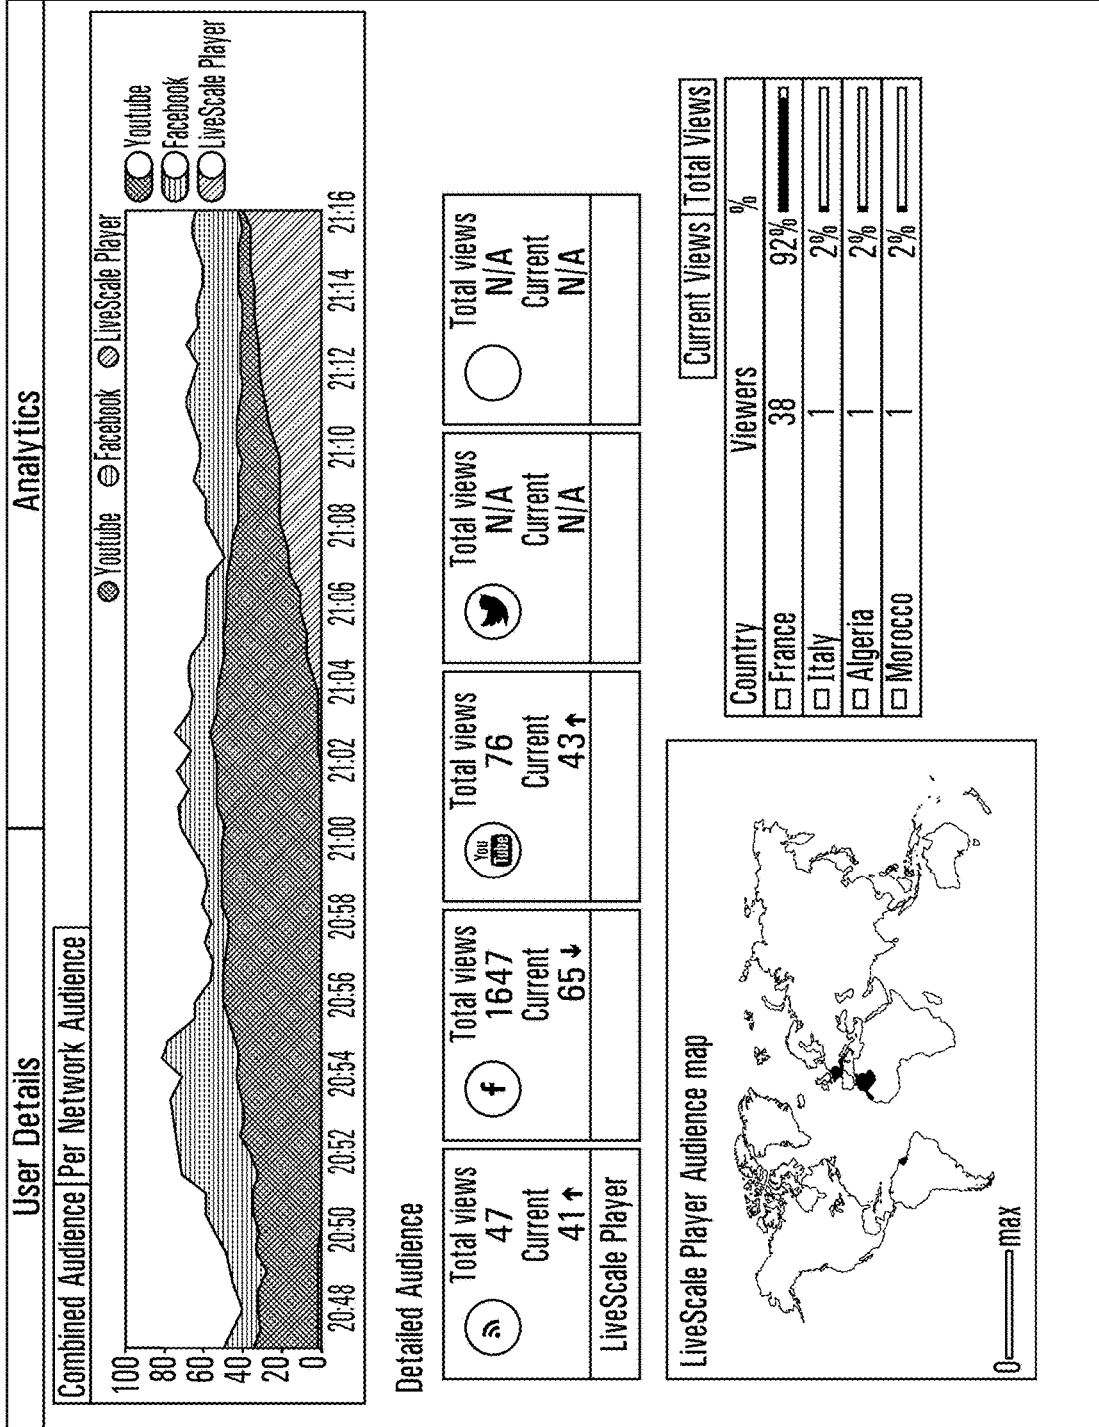 User Details
Analytics
Combined Audience
Per Network Audience
Youtube
Facebook
LiveScale Player
100
80
60
40
20
0
20:48
20:50
20:52
20:54
20:56
20:58
21:00
21:02
21:04
21:06
21:08
21:10
21:12
21:14
21:16
Youtube
Facebook
LiveScale Player
Detailed Audience
Total views
47
Current
41↑
LiveScale Player
f
Total views
1647
Current
65↓
You
Tube
Total views
76
Current
43↑
Total views
N/A
Current
N/A
Total views
N/A
Current
N/A
LiveScale Player Audience map
0
max
Current Views
Total Views
Country Viewers %
France 38 92%
Italy 1 2%
Algeria 1 2%
Morocco 1 2%